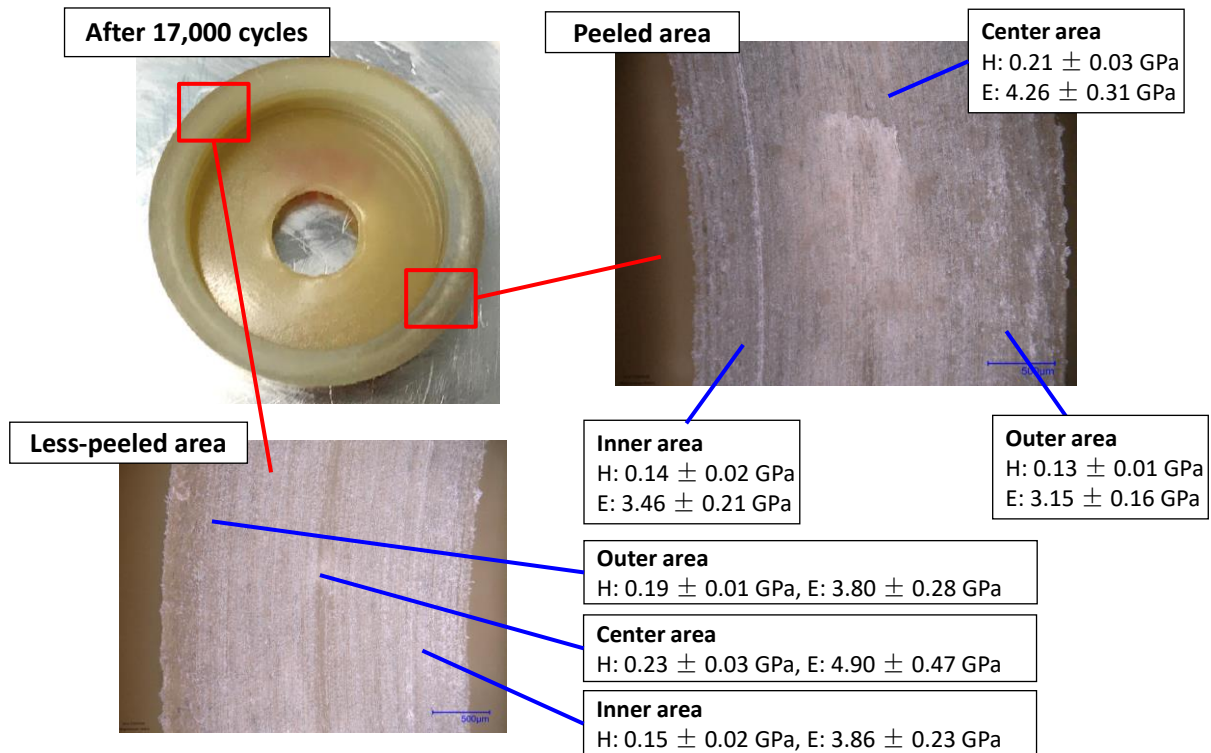 After 17,000 cycles
Peeled area
Center area
H: 0.21 ± 0.03 GPa
E: 4.26 ± 0.31 GPa
500μm
Inner area
H: 0.14 ± 0.02 GPa
E: 3.46 ± 0.21 GPa
Outer area
H: 0.13 ± 0.01 GPa
E: 3.15 ± 0.16 GPa
Less-peeled area
500μm
Outer area
H: 0.19 ± 0.01 GPa, E: 3.80 ± 0.28 GPa
Center area
H: 0.23 ± 0.03 GPa, E: 4.90 ± 0.47 GPa
Inner area
H: 0.15 ± 0.02 GPa, E: 3.86 ± 0.23 GPa